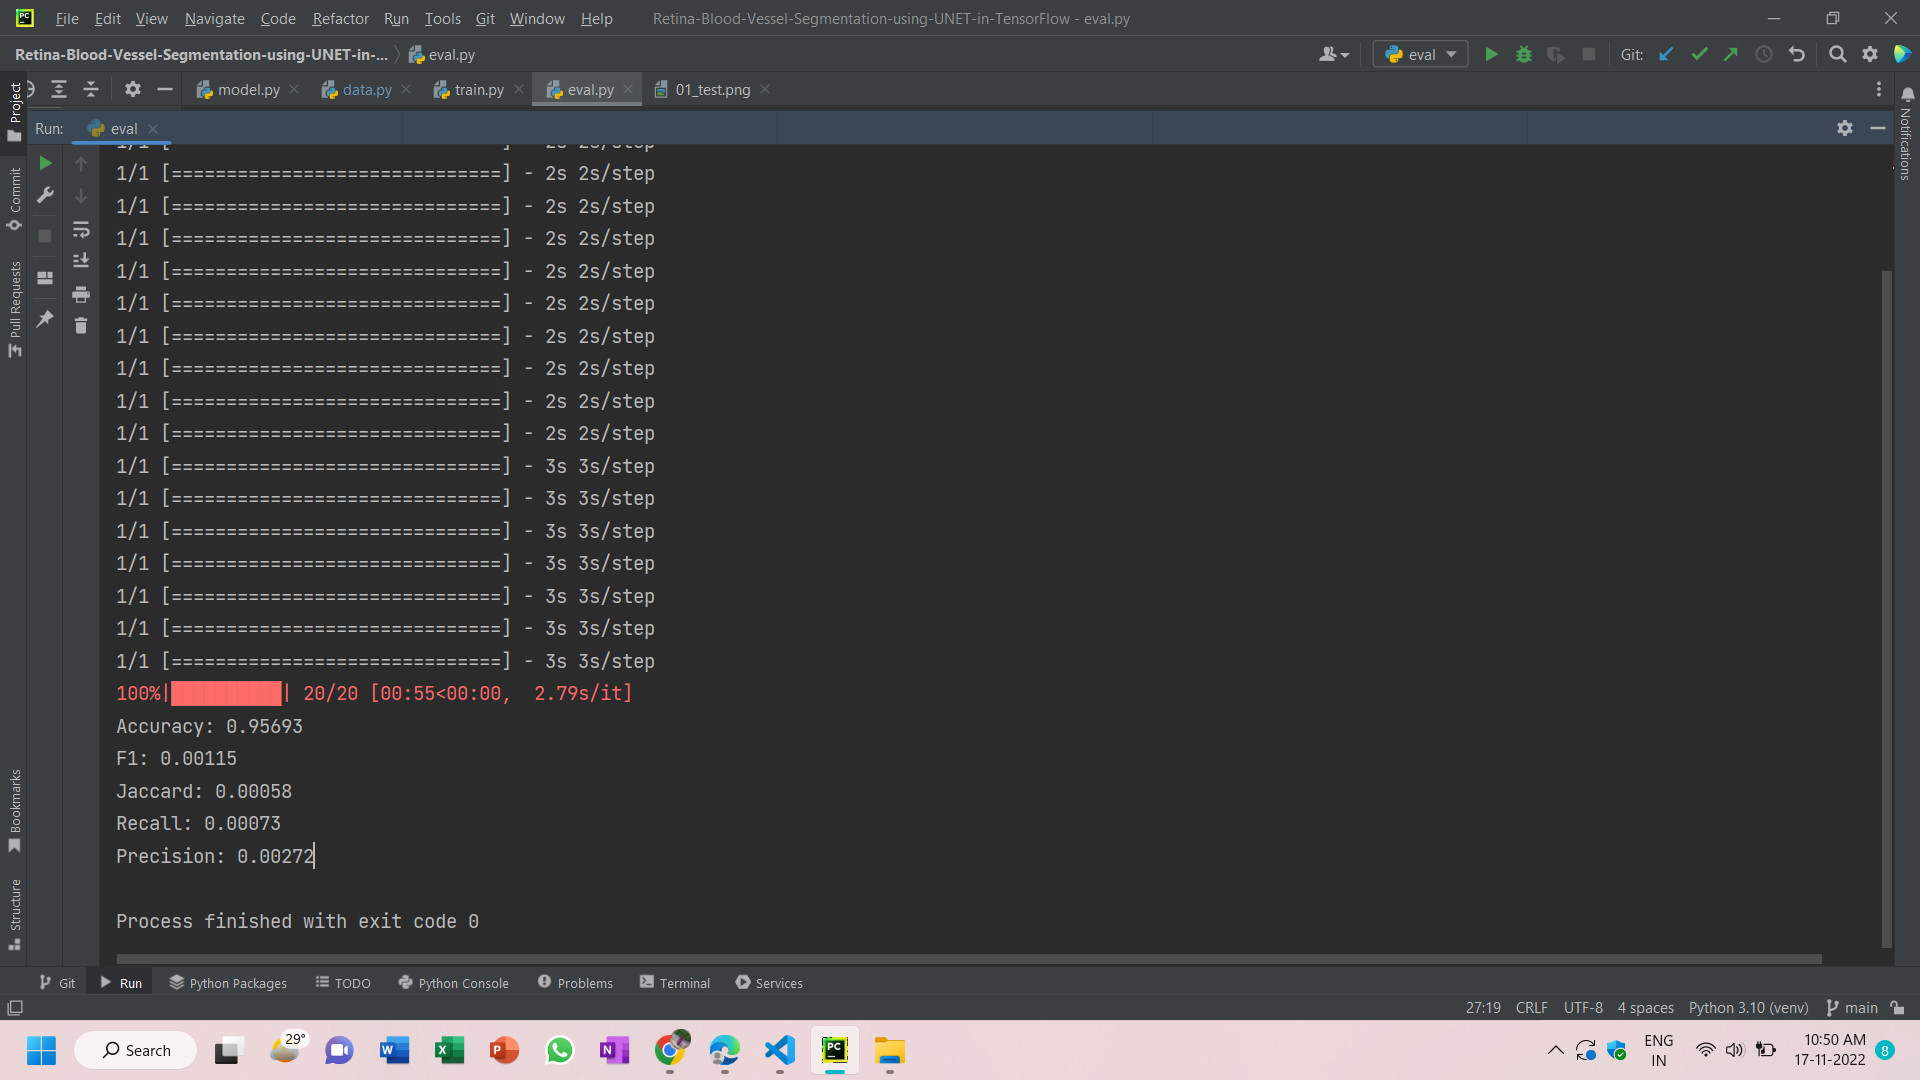 File Edit View Navigate Code Refactor Run Tools Git Window Help Retina-Blood-Vessel-Segmentation-using-UNET-in-TensorFlow - eval.py
Retina-Blood-Vessel-Segmentation-using-UNET-in-... eval.py eval Git:
Project model.py data.py train.py eval.py 01_test.png
Run: eval
Notifications
Commit
Pull Requests
1/1 [==============================] - 2s 2s/step
1/1 [==============================] - 2s 2s/step
1/1 [==============================] - 2s 2s/step
1/1 [==============================] - 2s 2s/step
1/1 [==============================] - 2s 2s/step
1/1 [==============================] - 2s 2s/step
1/1 [==============================] - 2s 2s/step
1/1 [==============================] - 2s 2s/step
1/1 [==============================] - 2s 2s/step
1/1 [==============================] - 2s 2s/step
1/1 [==============================] - 3s 3s/step
1/1 [==============================] - 3s 3s/step
1/1 [==============================] - 3s 3s/step
1/1 [==============================] - 3s 3s/step
1/1 [==============================] - 3s 3s/step
1/1 [==============================] - 3s 3s/step
1/1 [==============================] - 3s 3s/step
100%|██████████| 20/20 [00:55<00:00,  2.79s/it]
Accuracy: 0.95693
F1: 0.00115
Jaccard: 0.00058
Recall: 0.00073
Precision: 0.00272
Process finished with exit code 0
Bookmarks
Structure
Git Run Python Packages TODO Python Console Problems Terminal Services
27:19 CRLF UTF-8 4 spaces Python 3.10 (venv) main
Search 29° ENG IN 10:50 AM 17-11-2022 8